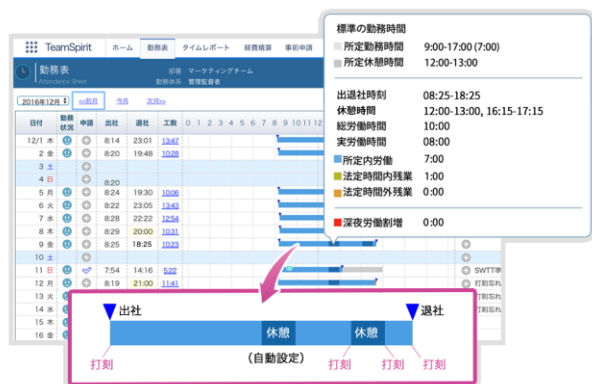 標準の勤務時間
所定勤務時間 9:00-17:00 (7:00)
所定休憩時間 12:00-13:00
出退社時刻 08:25-18:25
休憩時間 12:00-13:00, 16:15-17:15
総労働時間 10:00
実労働時間 08:00
所定内労働 7:00
法定時間内残業 1:00
法定時間外残業 0:00
深夜労働割増 0:00
TeamSpirit ホーム 勤務表 タイムレポート 経費精算 事前申請
勤務表 部署 マーケティングチーム
Attendance Sheet 勤務体系 管理監督者
2016年12月 <<前月 今月 次月>>
日付 勤務状況 申請 出社 退社 工数 0 1 2 3 4 5 6 7 8 9 10 11 12
12/1 木 8:14 23:01 13:47
2 金 8:20 19:48 10:28
3 土
4 日 8:20
5 月 8:24 19:30 10:06
6 火 8:22 23:05 13:43
7 水 8:28 22:22 12:54
8 木 8:29 20:00 10:31
9 金 8:25 18:25 10:23
10 土
11 日 7:54 14:16 5:22 SWTT準
12 月 8:19 21:00 11:41 打刻忘れ
13 火 打刻忘れ
14 水 打刻忘れ
15 木
16 金
出社 退社
休憩 休憩
(自動設定)
打刻 打刻 打刻 打刻